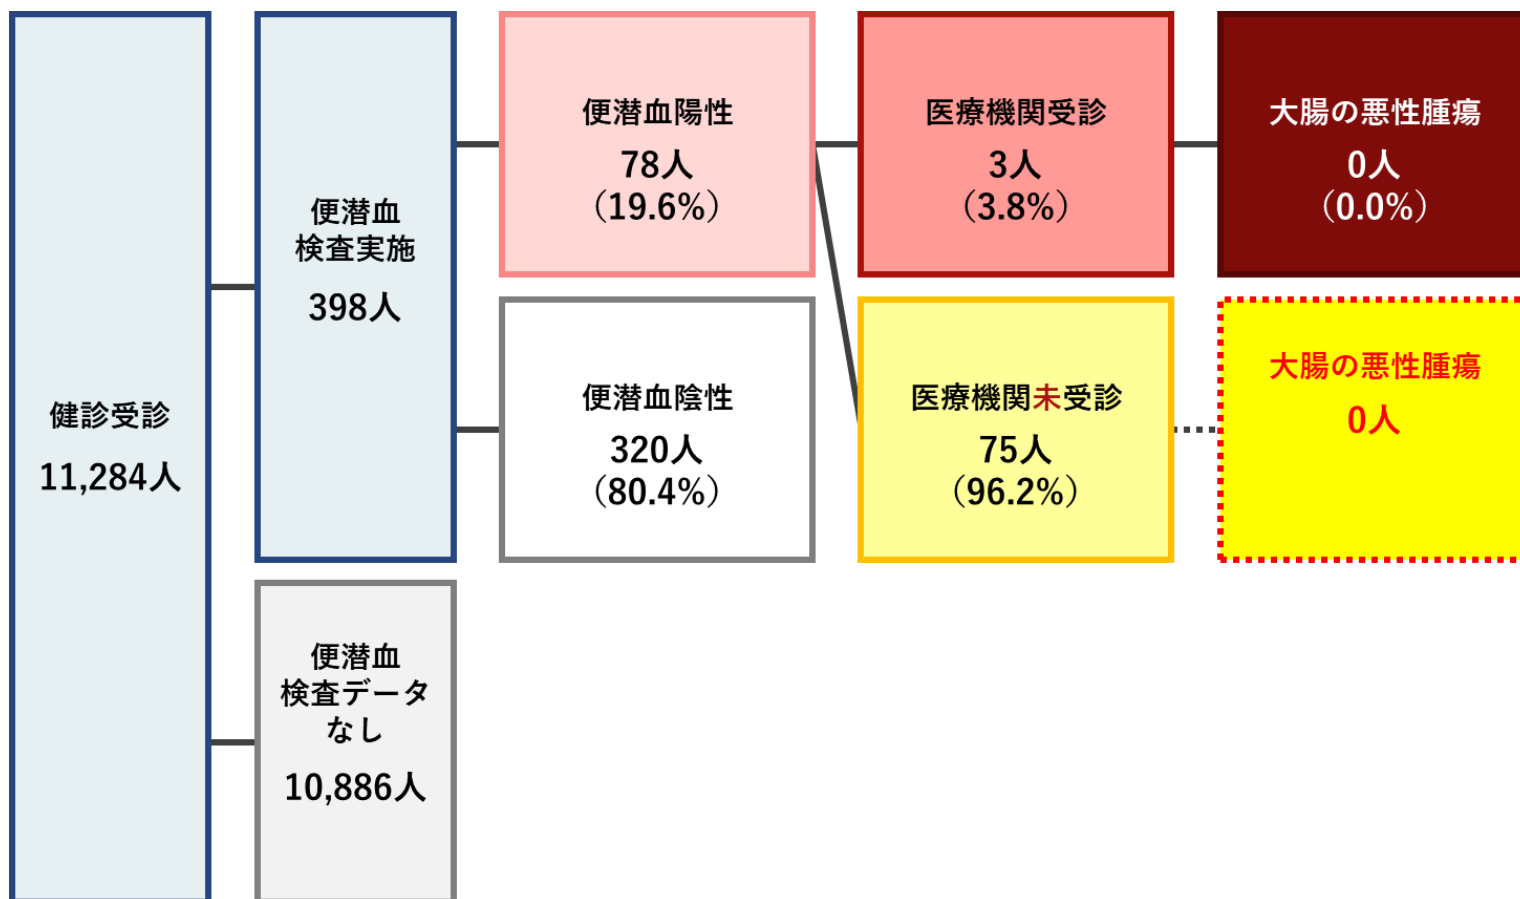 健診受診
11,284人
便潜血
検査実施
398人
便潜血
検査データ
なし
10,886人
便潜血陽性
78人
（19.6%）
便潜血陰性
320人
（80.4%）
医療機関受診
3人
（3.8%）
医療機関未受診
75人
（96.2%）
大腸の悪性腫瘍
0人
（0.0%）
大腸の悪性腫瘍
0人